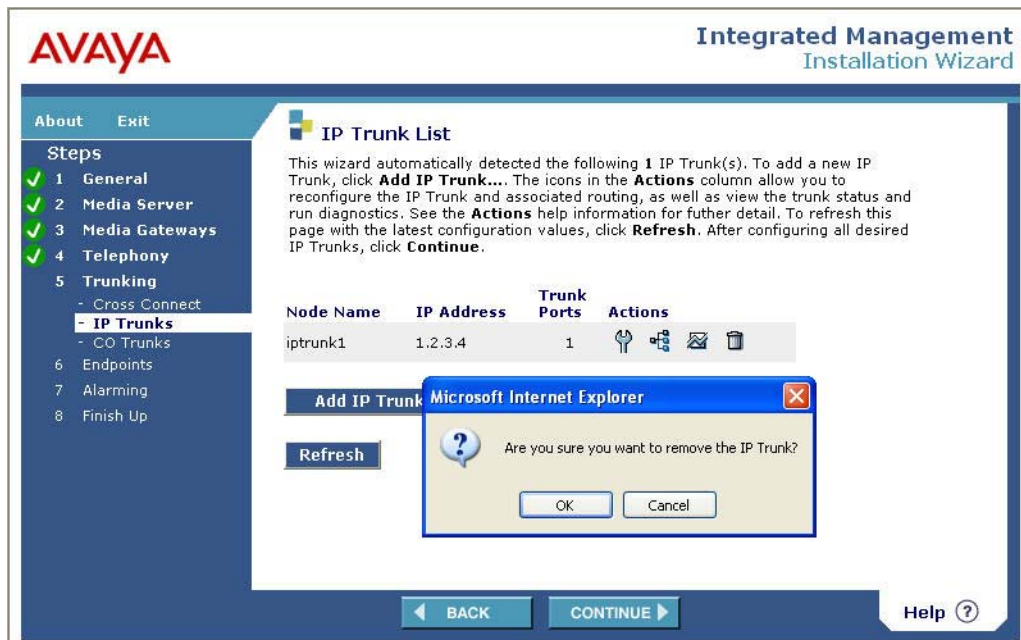 AVAYA
Integrated Management
Installation Wizard
About Exit
Steps
1 General
2 Media Server
3 Media Gateways
4 Telephony
5 Trunking
- Cross Connect
- IP Trunks
- CO Trunks
6 Endpoints
7 Alarming
8 Finish Up
IP Trunk List
This wizard automatically detected the following 1 IP Trunk(s). To add a new IP
Trunk, click Add IP Trunk.... The icons in the Actions column allow you to
reconfigure the IP Trunk and associated routing, as well as view the trunk status and
run diagnostics. See the Actions help information for futher detail. To refresh this
page with the latest configuration values, click Refresh. After configuring all desired
IP Trunks, click Continue.
Node Name IP Address Trunk Ports Actions
iptrunk1 1.2.3.4 1
Add IP Trunk
Refresh
Microsoft Internet Explorer
Are you sure you want to remove the IP Trunk?
OK Cancel
BACK CONTINUE
Help ?